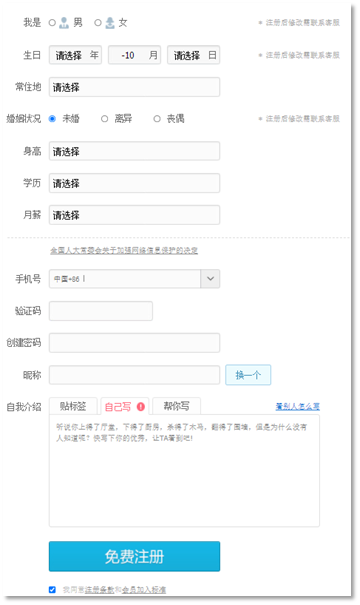 我是 男 女 * 注册后修改需联系客服
生日 请选择 年 -10 月 请选择 日 * 注册后修改需联系客服
常住地 请选择
婚姻状况 未婚 离异 丧偶 * 注册后修改需联系客服
身高 请选择
学历 请选择
月薪 请选择
全国人大常委会关于加强网络信息保护的决定
手机号 中国+86
验证码
创建密码
昵称 换一个
自我介绍 贴标签 自己写 帮你写 看别人怎么写
听说你上得了厅堂、下得了厨房、杀得了木马、翻得了围墙、但是为什么没有
人知道呢?快写下你的优秀,让TA看到吧!
免费注册
我同意注册条款和会员加入标准